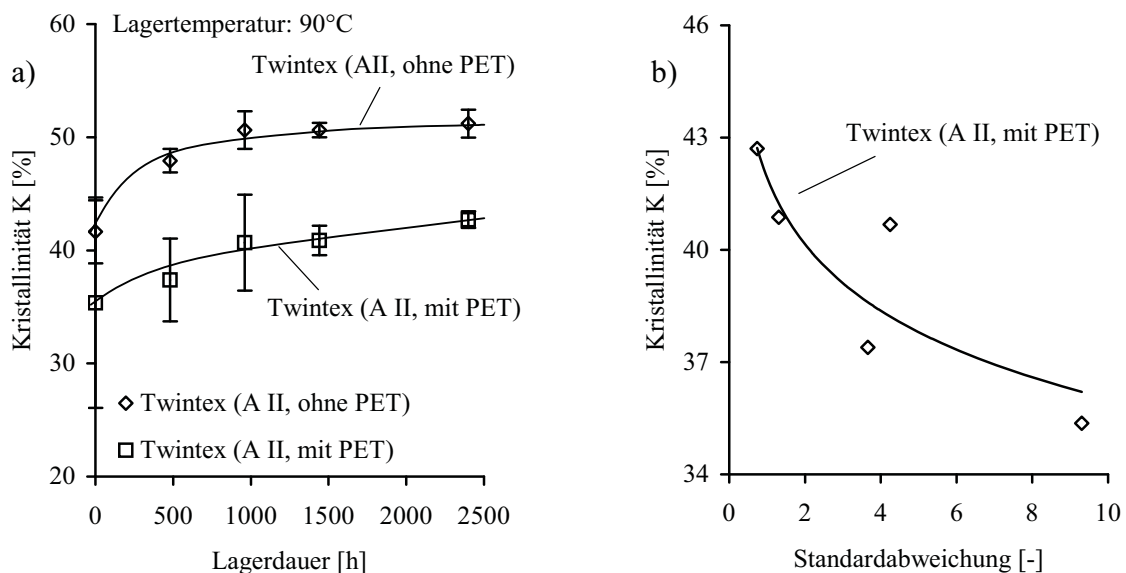 a)
Kristallinität K [%]
60
50
40
30
20
Lagertemperatur: 90°C
Twintex (AII, ohne PET)
Twintex (A II, mit PET)
Twintex (A II, ohne PET)
Twintex (A II, mit PET)
0 500 1000 1500 2000 2500
Lagerdauer [h]
b)
Kristallinität K [%]
46
43
40
37
34
Twintex (A II, mit PET)
0 2 4 6 8 10
Standardabweichung [-]